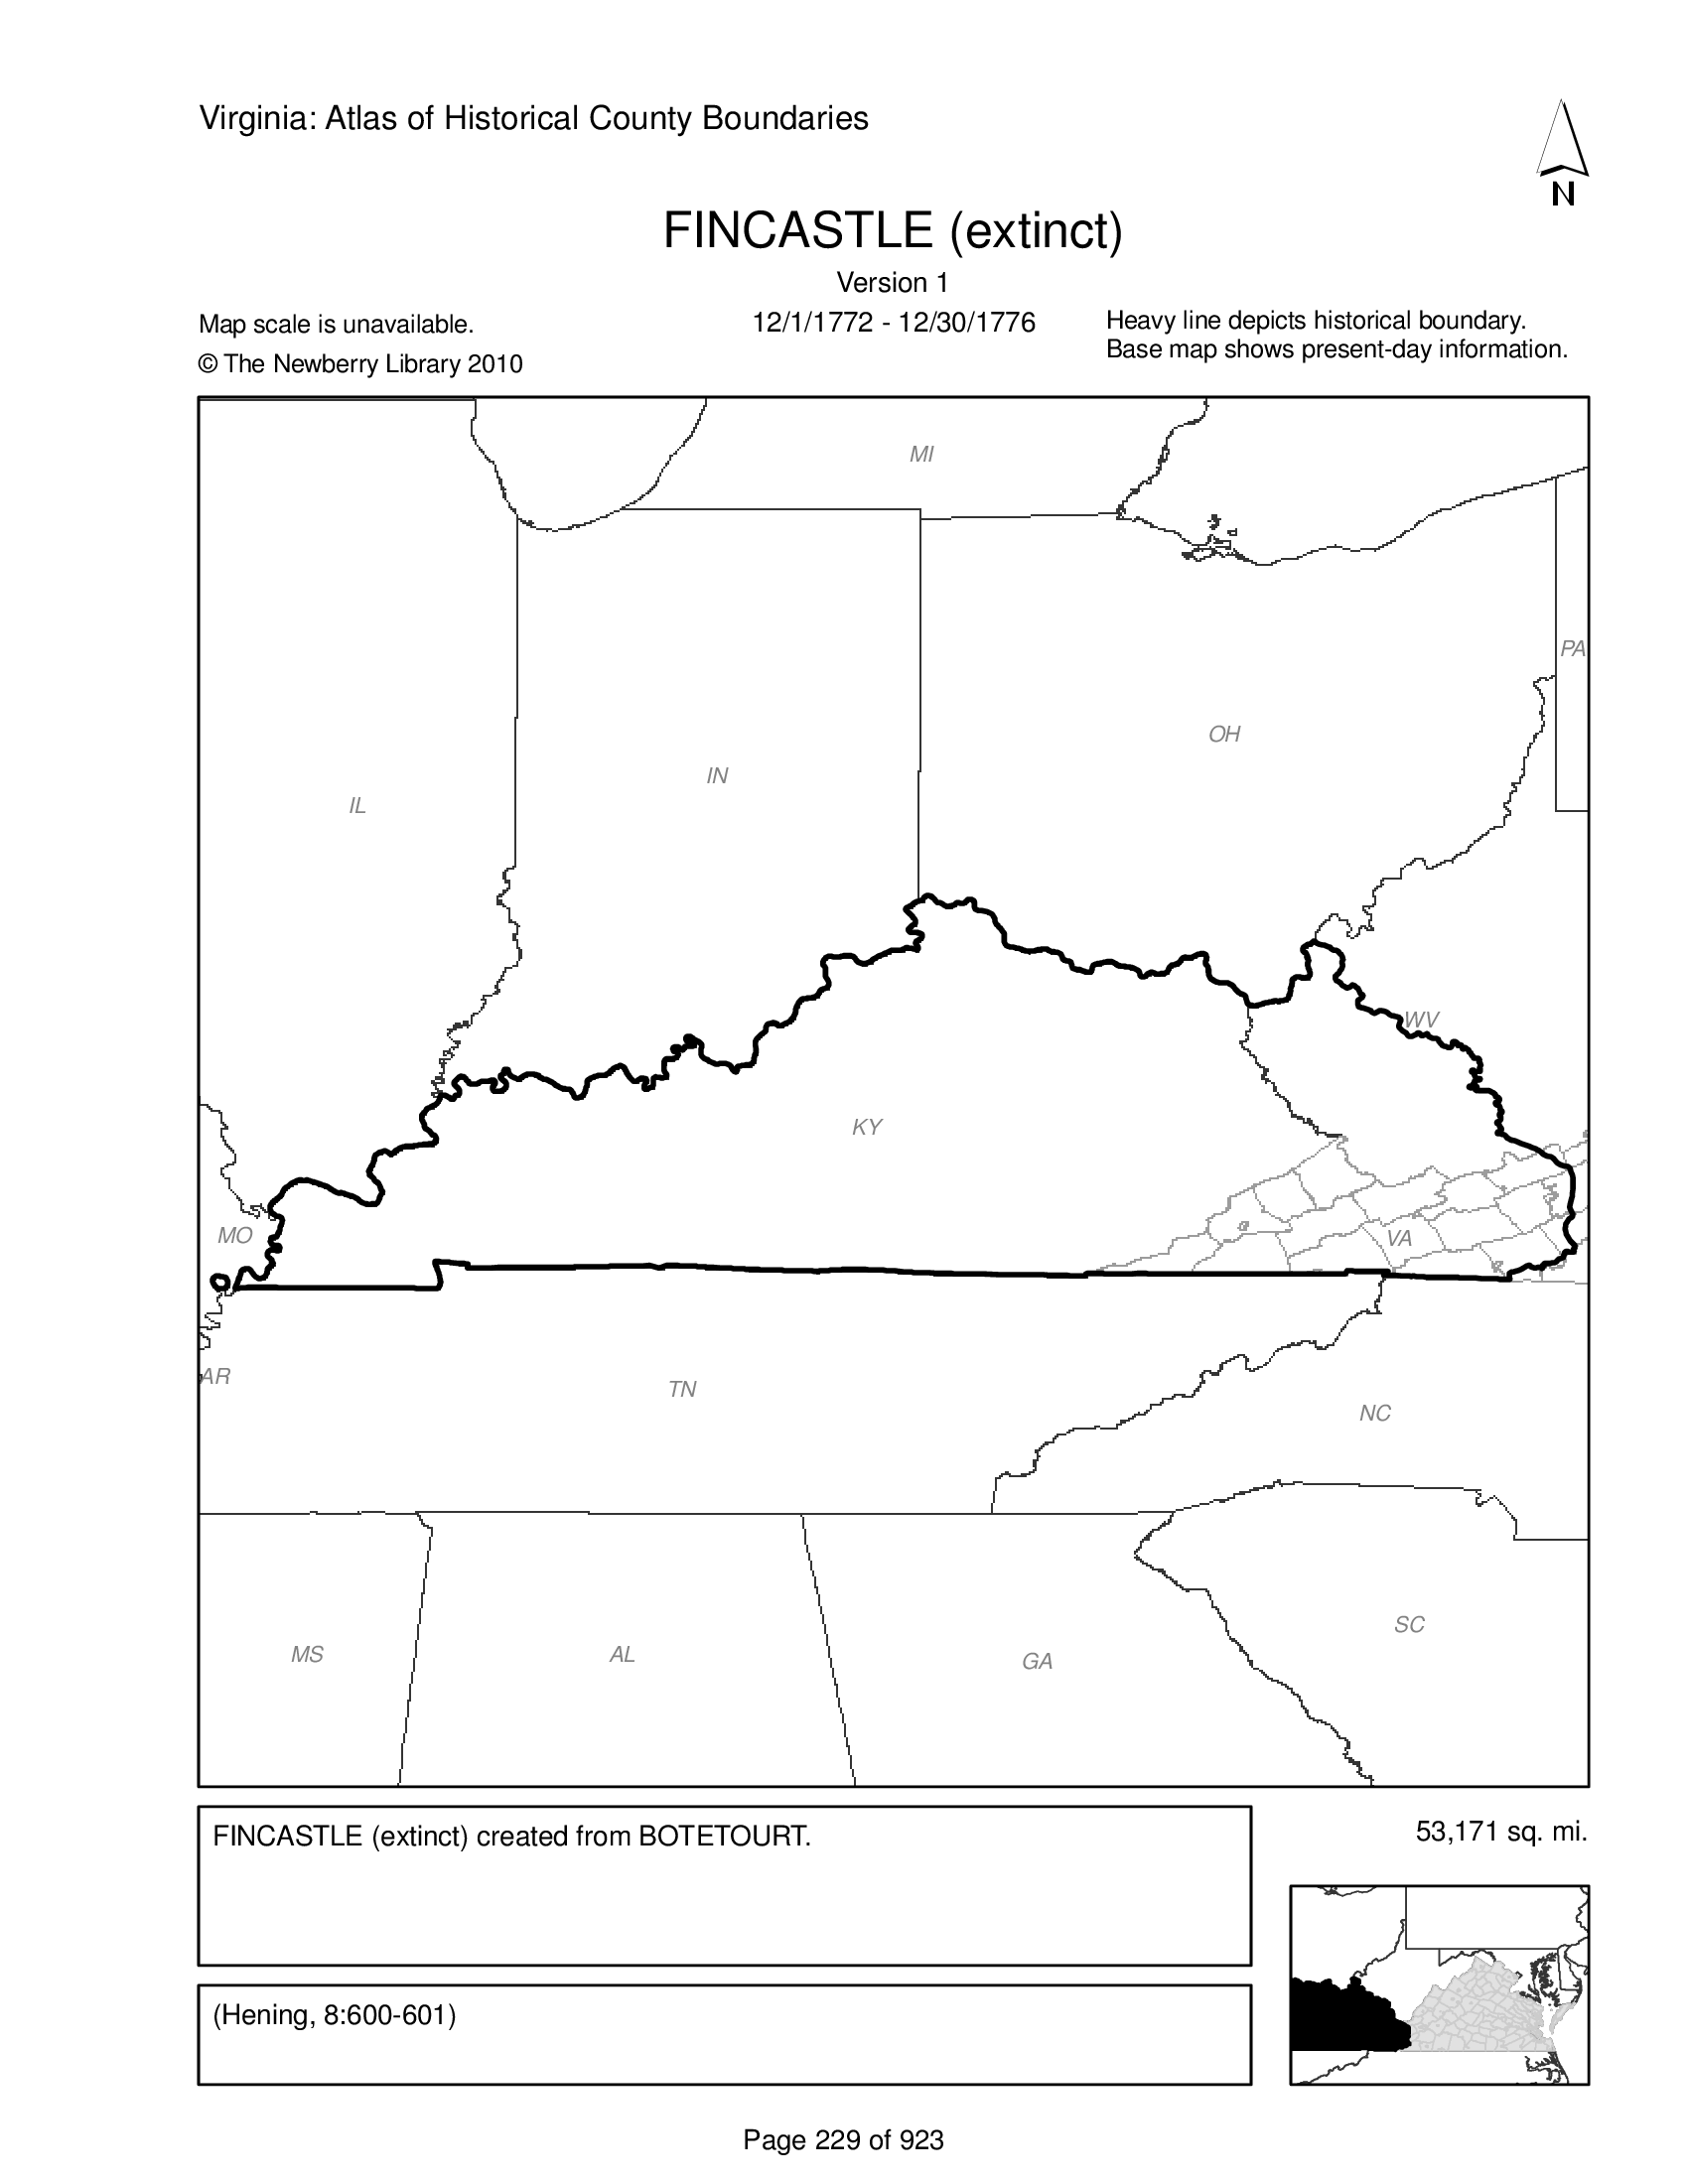 Virginia: Atlas of Historical County Boundaries
N
FINCASTLE (extinct)
Version 1
12/1/1772 - 12/30/1776
Map scale is unavailable.
© The Newberry Library 2010
Heavy line depicts historical boundary.
Base map shows present-day information.
MI
PA
OH
IN
IL
WV
KY
MO
VA
AR
TN
NC
SC
MS
AL
GA
FINCASTLE (extinct) created from BOTETOURT.
53,171 sq. mi.
(Hening, 8:600-601)
Page 229 of 923